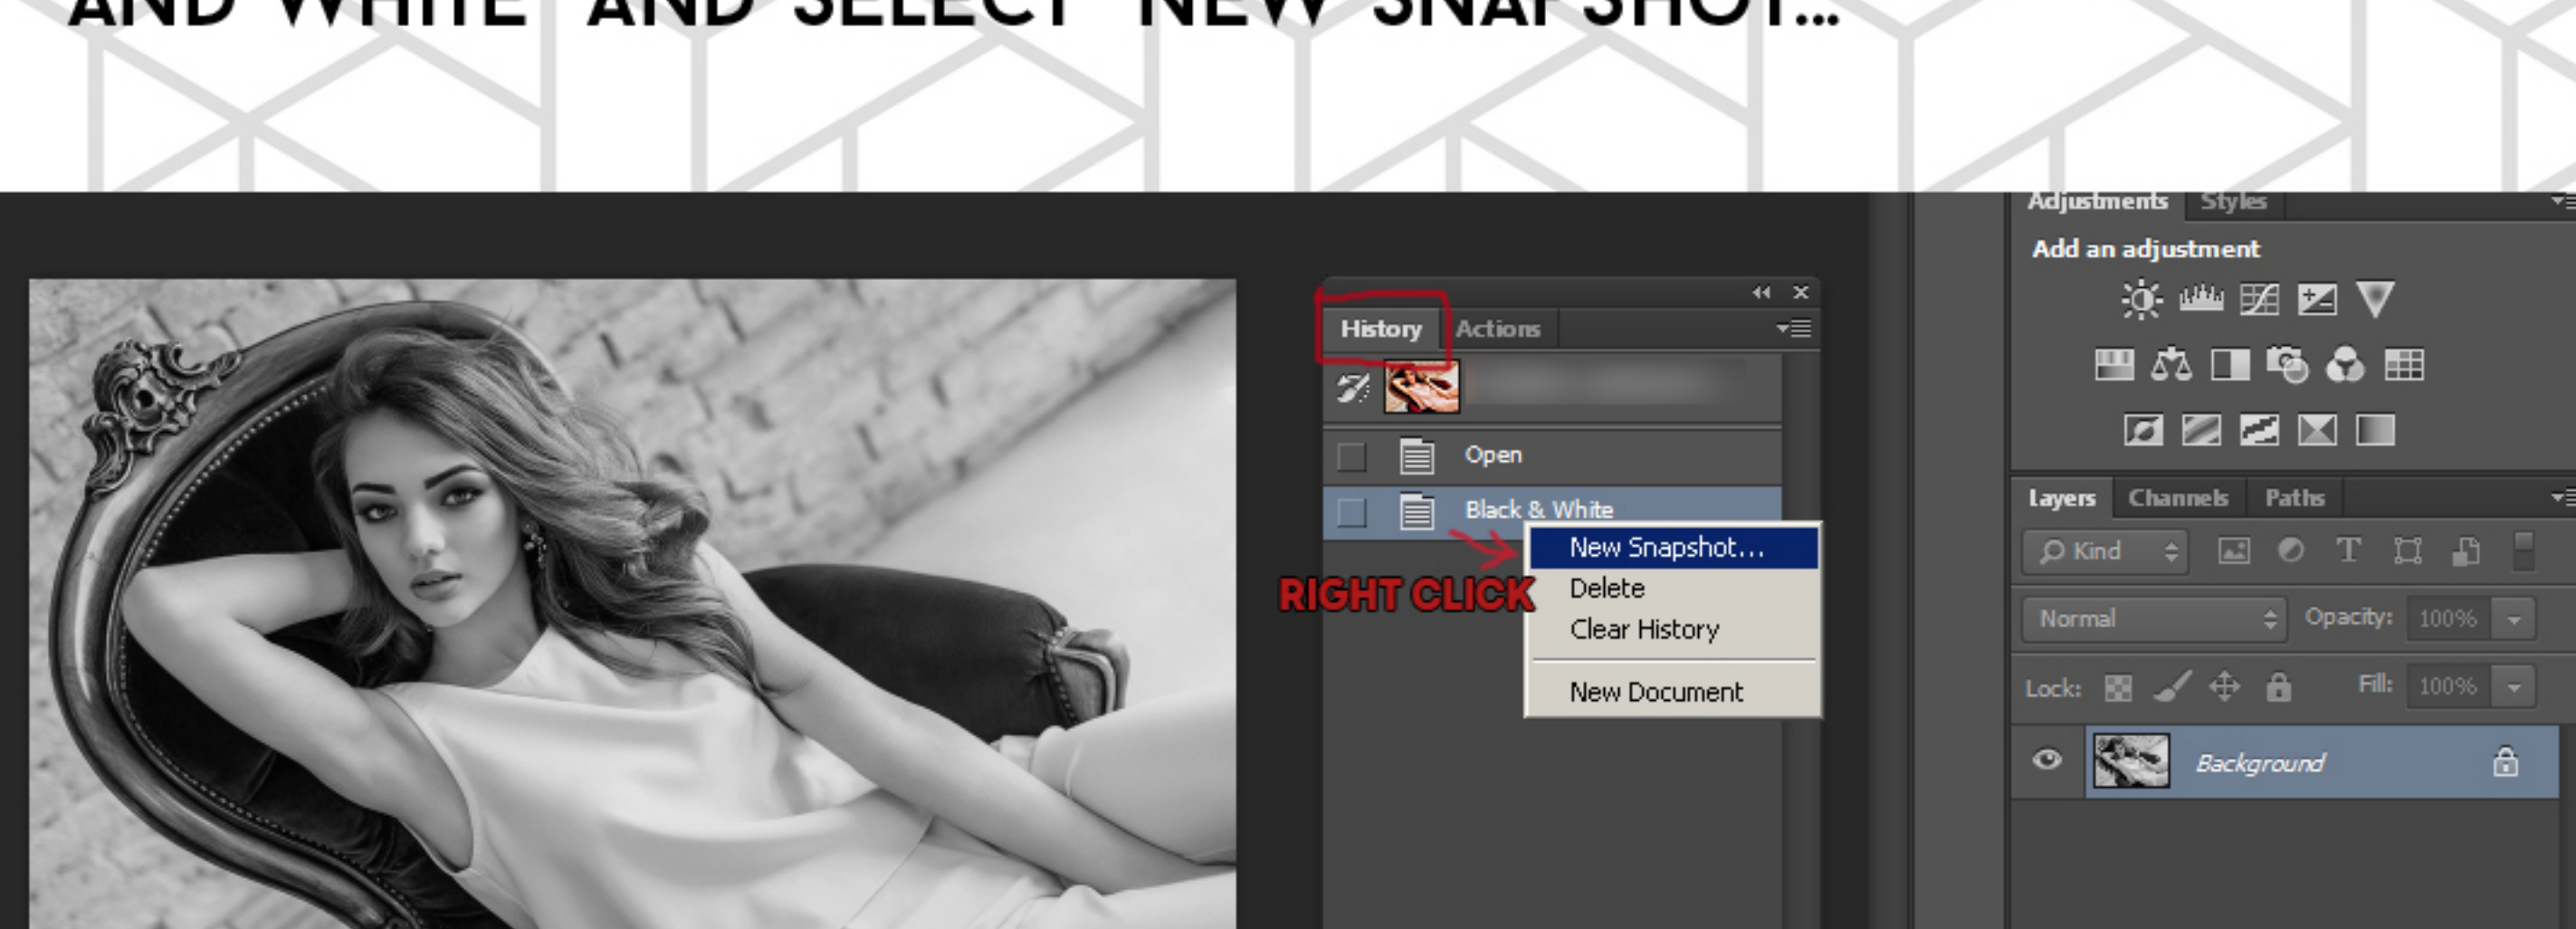 AND WHITE" AND SELECT "NEW SNAPSHOT...
Adjustments Styles
Add an adjustment
History Actions
Open
Black & White
RIGHT CLICK
New Snapshot...
Delete
Clear History
New Document
Layers Channels Paths
Kind
Normal Opacity: 100%
Lock: Fill: 100%
Background